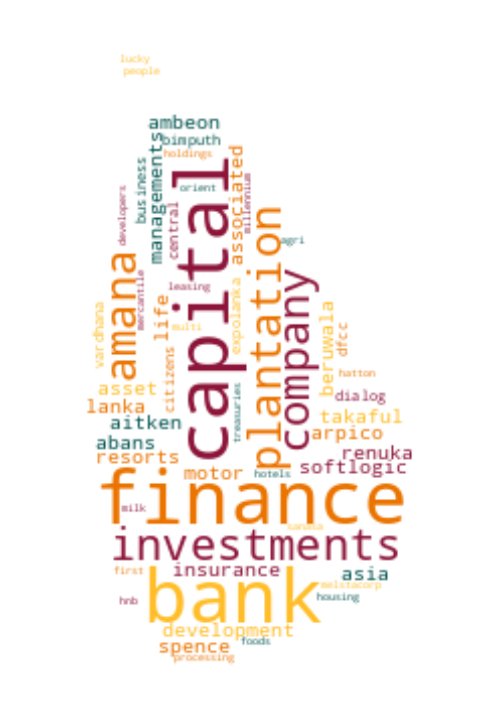 lucky
people
ambeon
bimputh
holdings
managements
business
developers
orient
capital
associated
millennium
central
agri
plantation
amana
mercantile
leasing
company
life
multi
expolanka
vardhana
beruwala
dfcc
citizens
hatton
asset
treasuries
dialog
lanka
takaful
aitken
arpico
abans
renuka
resorts
softlogic
motor
hotels
finance
milk
sanasa
investments
first
insurance
asia
melstacorp
bank
housing
hnb
development
foods
spence
processing